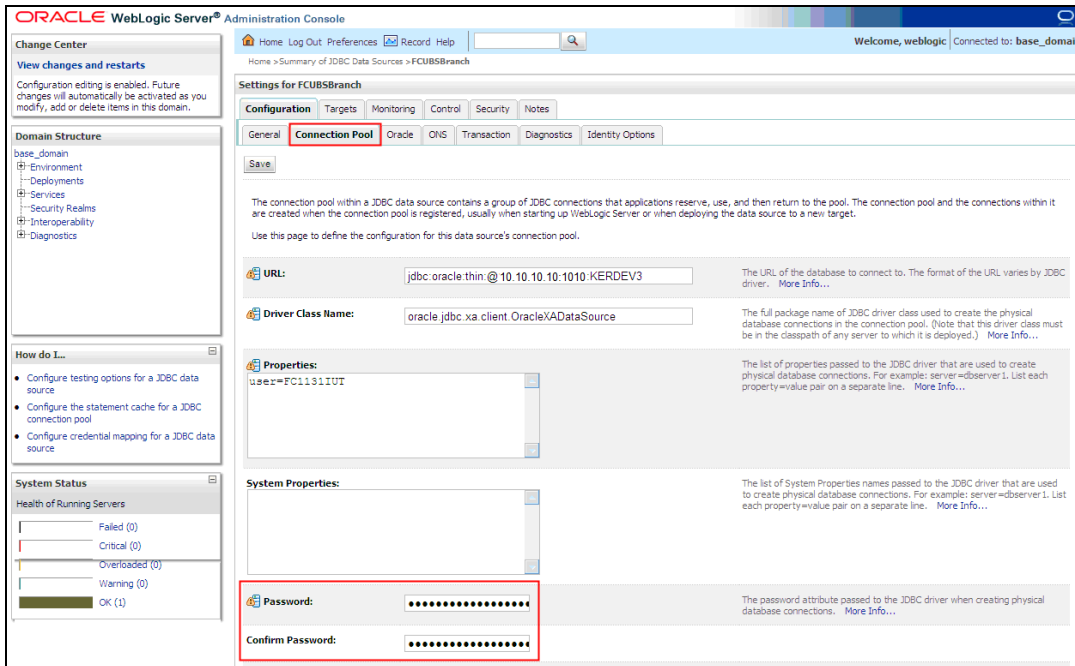 ORACLE WebLogic Server® Administration Console
Change Center
View changes and restarts
Configuration editing is enabled. Future
changes will automatically be activated as you
modify, add or delete items in this domain.
Domain Structure
base_domain
Environment
Deployments
Services
Security Realms
Interoperability
Diagnostics
How do I...
Configure testing options for a JDBC data
source
Configure the statement cache for a JDBC
connection pool
Configure credential mapping for a JDBC data
source
System Status
Health of Running Servers
Failed (0)
Critical (0)
Overloaded (0)
Warning (0)
OK (1)
Home Log Out Preferences Record Help
Welcome, weblogic Connected to: base_domai
Home >Summary of JDBC Data Sources >FCUBSBranch
Settings for FCUBSBranch
Configuration Targets Monitoring Control Security Notes
General Connection Pool Oracle ONS Transaction Diagnostics Identity Options
Save
The connection pool within a JDBC data source contains a group of JDBC connections that applications reserve, use, and then return to the pool. The connection pool and the connections within it
are created when the connection pool is registered, usually when starting up WebLogic Server or when deploying the data source to a new target.
Use this page to define the configuration for this data source's connection pool.
URL:
jdbc:oracle:thin:@10.10.10.10:1010:KERDEV3
The URL of the database to connect to. The format of the URL varies by JDBC
driver. More Info...
Driver Class Name:
oracle.jdbc.xa.client.OracleXADataSource
The full package name of JDBC driver class used to create the physical
database connections in the connection pool. (Note that this driver class must
be in the classpath of any server to which it is deployed.) More Info...
Properties:
user=FC1131IUT
The list of properties passed to the JDBC driver that are used to create
physical database connections. For example: server=dbserver1. List each
property=value pair on a separate line. More Info...
System Properties:
The list of System Properties names passed to the JDBC driver that are used
to create physical database connections. For example: server=dbserver1. List
each property=value pair on a separate line. More Info...
Password:
The password attribute passed to the JDBC driver when creating physical
database connections. More Info...
Confirm Password: